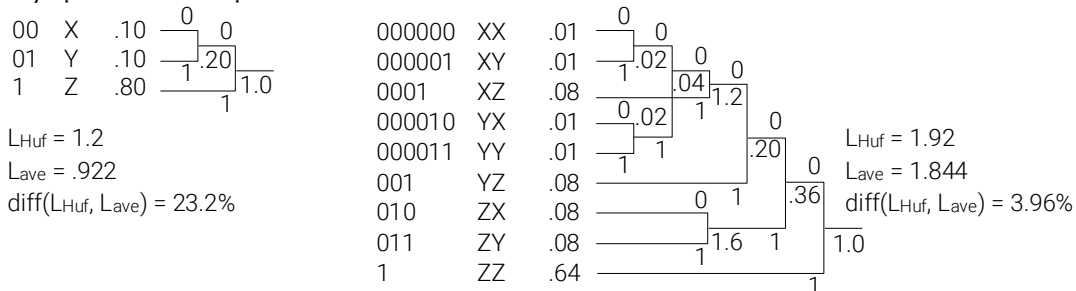 00 X .10
01 Y .10
1 Z .80
0
0
1
.20
1
1.0
LHuf = 1.2
Lave = .922
diff(LHuf, Lave) = 23.2%
000000 XX .01
000001 XY .01
0001 XZ .08
000010 YX .01
000011 YY .01
001 YZ .08
010 ZX .08
011 ZY .08
1 ZZ .64
0
0
1
.02
0
0
.04
1
1.2
0
.02
1
1
0
.20
1
0
0
.36
1
1.6
1
1.0
1
LHuf = 1.92
Lave = 1.844
diff(LHuf, Lave) = 3.96%